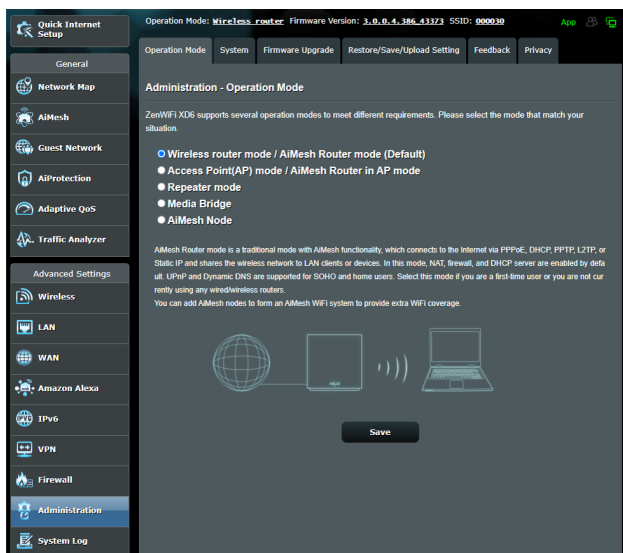 Quick Internet
Setup
Operation Mode: Wireless router Firmware Version: 3.0.0.4.386_43373 SSID: 000030
App
Operation Mode
System
Firmware Upgrade
Restore/Save/Upload Setting
Feedback
Privacy
General
Network Map
AiMesh
Guest Network
AiProtection
Adaptive QoS
Traffic Analyzer
Advanced Settings
Wireless
LAN
WAN
Amazon Alexa
IPv6
VPN
Firewall
Administration
System Log
Administration - Operation Mode
ZenWiFi XD6 supports several operation modes to meet different requirements. Please select the mode that match your
situation.
Wireless router mode / AiMesh Router mode (Default)
Access Point(AP) mode / AiMesh Router in AP mode
Repeater mode
Media Bridge
AiMesh Node
AiMesh Router mode is a traditional mode with AiMesh functionality, which connects to the Internet via PPPoE, DHCP, PPTP, L2TP, or
Static IP and shares the wireless network to LAN clients or devices. In this mode, NAT, firewall, and DHCP server are enabled by defa
ult. UPnP and Dynamic DNS are supported for SOHO and home users. Select this mode if you are a first-time user or you are not cur
rently using any wired/wireless routers.
You can add AiMesh nodes to form an AiMesh WiFi system to provide extra WiFi coverage.
Save